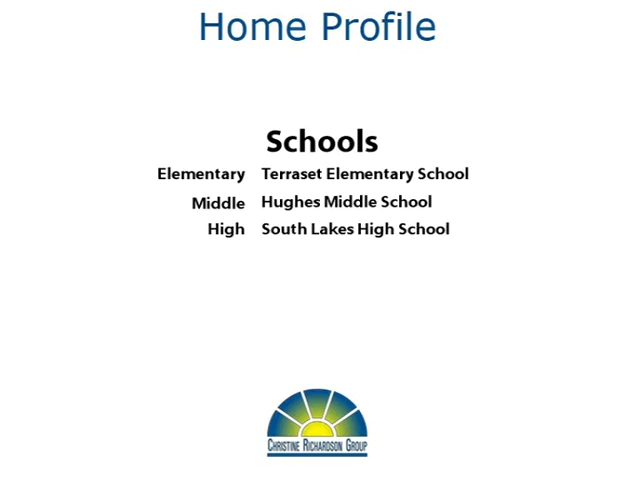 Home Profile
Schools
Elementary Terraset Elementary School
Middle Hughes Middle School
High South Lakes High School
Christine Richardson Group